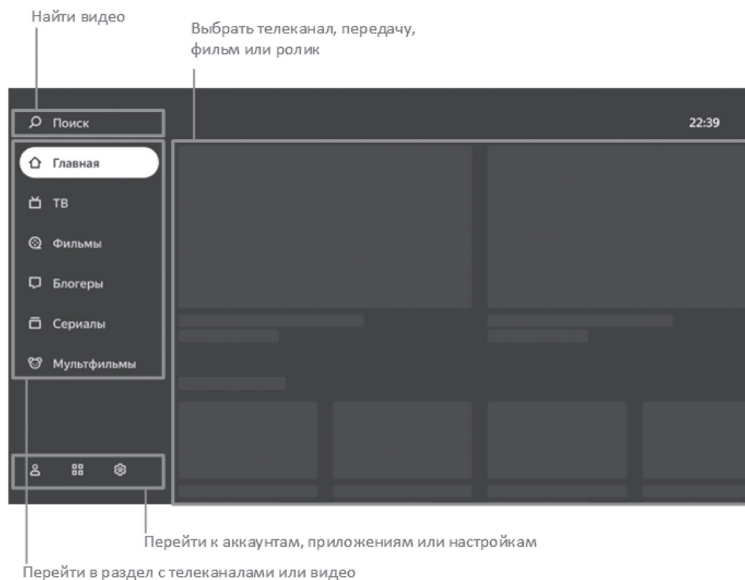 Найти видео
Выбрать телеканал, передачу,
фильм или ролик
Поиск
22:39
Главная
ТВ
Фильмы
Блогеры
Сериалы
Мультфильмы
Перейти к аккаунтам, приложениям или настройкам
Перейти в раздел с телеканалами или видео